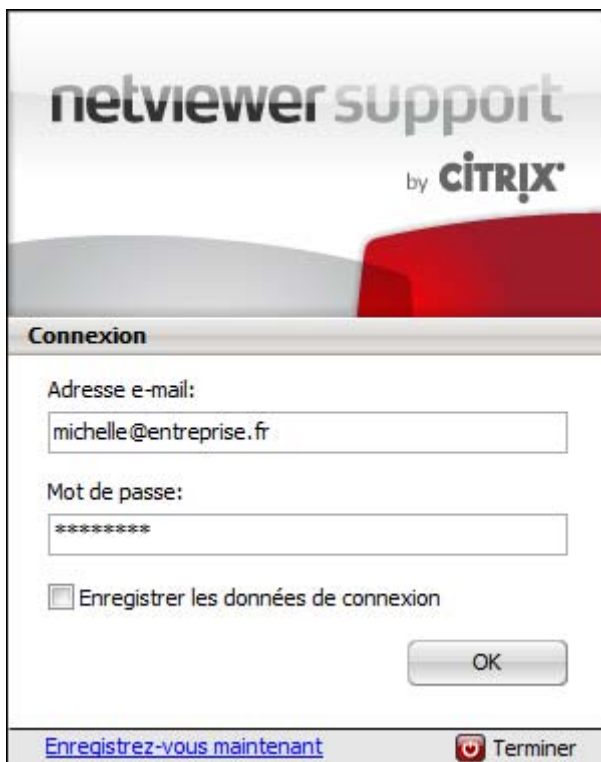 netviewer support
by CITRIX
Connexion
Adresse e-mail:
michelle@entreprise.fr
Mot de passe:
********
Enregistrer les données de connexion
OK
Enregistrez-vous maintenant
Terminer